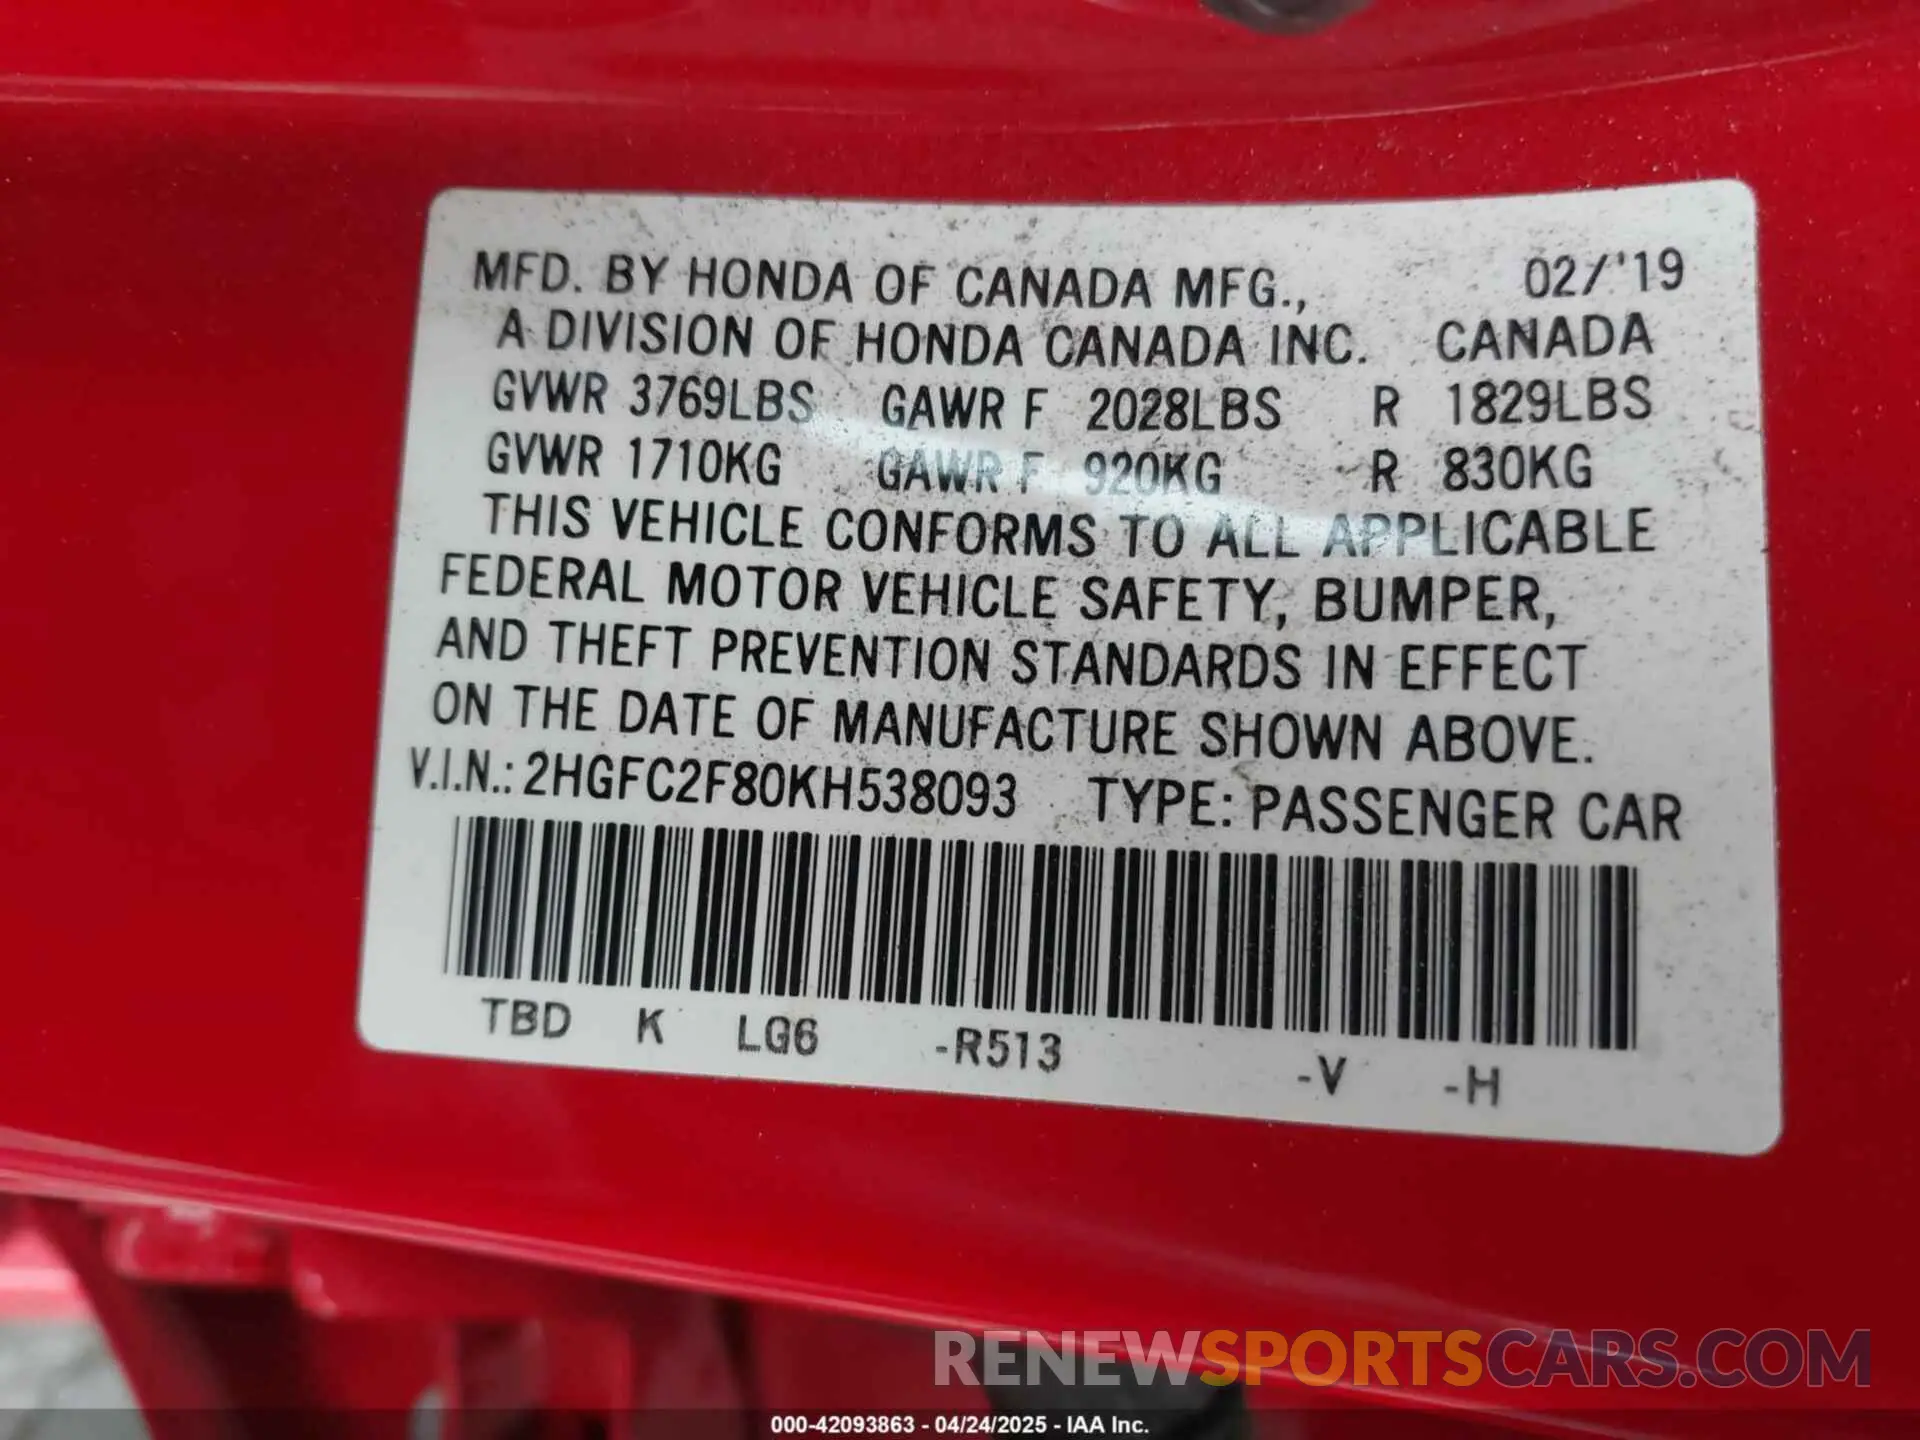 MFD. BY HONDA OF CANADA MFG., 02/'19
A DIVISION OF HONDA CANADA INC. CANADA
GVWR 3769LBS GAWR F 2028LBS R 1829LBS
GVWR 1710KG GAWR F 920KG R 830KG
THIS VEHICLE CONFORMS TO ALL APPLICABLE
FEDERAL MOTOR VEHICLE SAFETY, BUMPER,
AND THEFT PREVENTION STANDARDS IN EFFECT
ON THE DATE OF MANUFACTURE SHOWN ABOVE.
V.I.N.: 2HGFC2F80KH538093 TYPE: PASSENGER CAR
TBD K LG6 -R513 -V -H
RENEWSPORTSCARS.COM
000-42093863 - 04/24/2025 - IAA Inc.